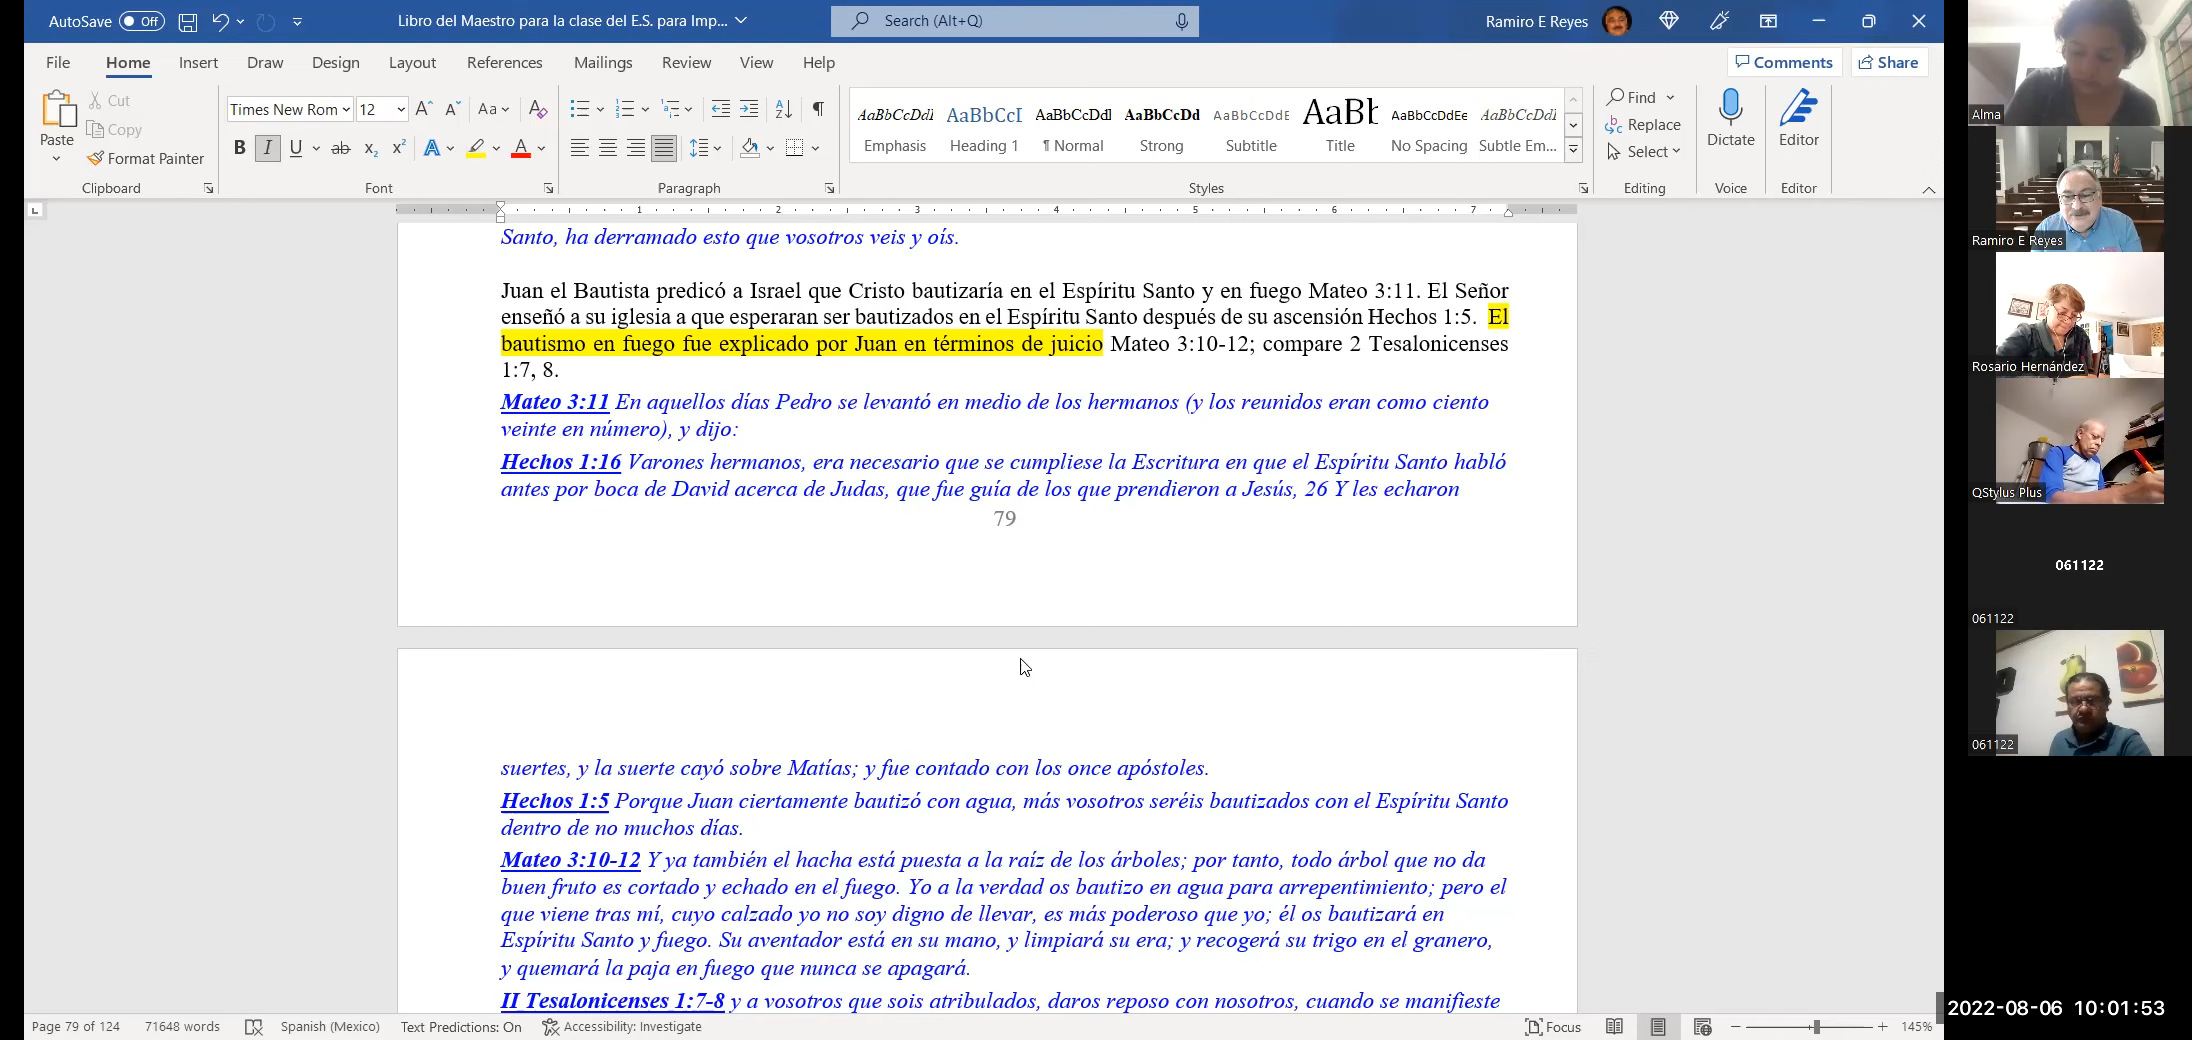 AutoSave Off Libro del Maestro para la clase del E.S. para Imp... Search (Alt+Q) Ramiro E Reyes
File Home Insert Draw Design Layout References Mailings Review View Help Comments Share
Paste Cut Copy Format Painter Clipboard
Times New Rom 12 Aa Font
B I U ab x₂ x² A A
Paragraph
AaBbCcDdl AaBbCcI AaBbCcDdl AaBbCcDd AaBbCcDdE AaBb AaBbCcDdEe AaBbCcDdl
Emphasis Heading 1 ¶ Normal Strong Subtitle Title No Spacing Subtle Em...
Styles
Find Replace Select Editing
Dictate Voice
Editor Editor
1 2 3 4 5 6 7
Santo, ha derramado esto que vosotros veis y oís.
Juan el Bautista predicó a Israel que Cristo bautizaría en el Espíritu Santo y en fuego Mateo 3:11. El Señor
enseñó a su iglesia a que esperaran ser bautizados en el Espíritu Santo después de su ascensión Hechos 1:5. El
bautismo en fuego fue explicado por Juan en términos de juicio Mateo 3:10-12; compare 2 Tesalonicenses
1:7, 8.
Mateo 3:11 En aquellos días Pedro se levantó en medio de los hermanos (y los reunidos eran como ciento
veinte en número), y dijo:
Hechos 1:16 Varones hermanos, era necesario que se cumpliese la Escritura en que el Espíritu Santo habló
antes por boca de David acerca de Judas, que fue guía de los que prendieron a Jesús, 26 Y les echaron
79
suertes, y la suerte cayó sobre Matías; y fue contado con los once apóstoles.
Hechos 1:5 Porque Juan ciertamente bautizó con agua, más vosotros seréis bautizados con el Espíritu Santo
dentro de no muchos días.
Mateo 3:10-12 Y ya también el hacha está puesta a la raíz de los árboles; por tanto, todo árbol que no da
buen fruto es cortado y echado en el fuego. Yo a la verdad os bautizo en agua para arrepentimiento; pero el
que viene tras mí, cuyo calzado yo no soy digno de llevar, es más poderoso que yo; él os bautizará en
Espíritu Santo y fuego. Su aventador está en su mano, y limpiará su era; y recogerá su trigo en el granero,
y quemará la paja en fuego que nunca se apagará.
II Tesalonicenses 1:7-8 y a vosotros que sois atribulados, daros reposo con nosotros, cuando se manifieste
Page 79 of 124 71648 words Spanish (Mexico) Text Predictions: On Accessibility: Investigate Focus 145%
Alma
Ramiro E Reyes
Rosario Hernández
QStylus Plus
061122
061122
061122
2022-08-06 10:01:53